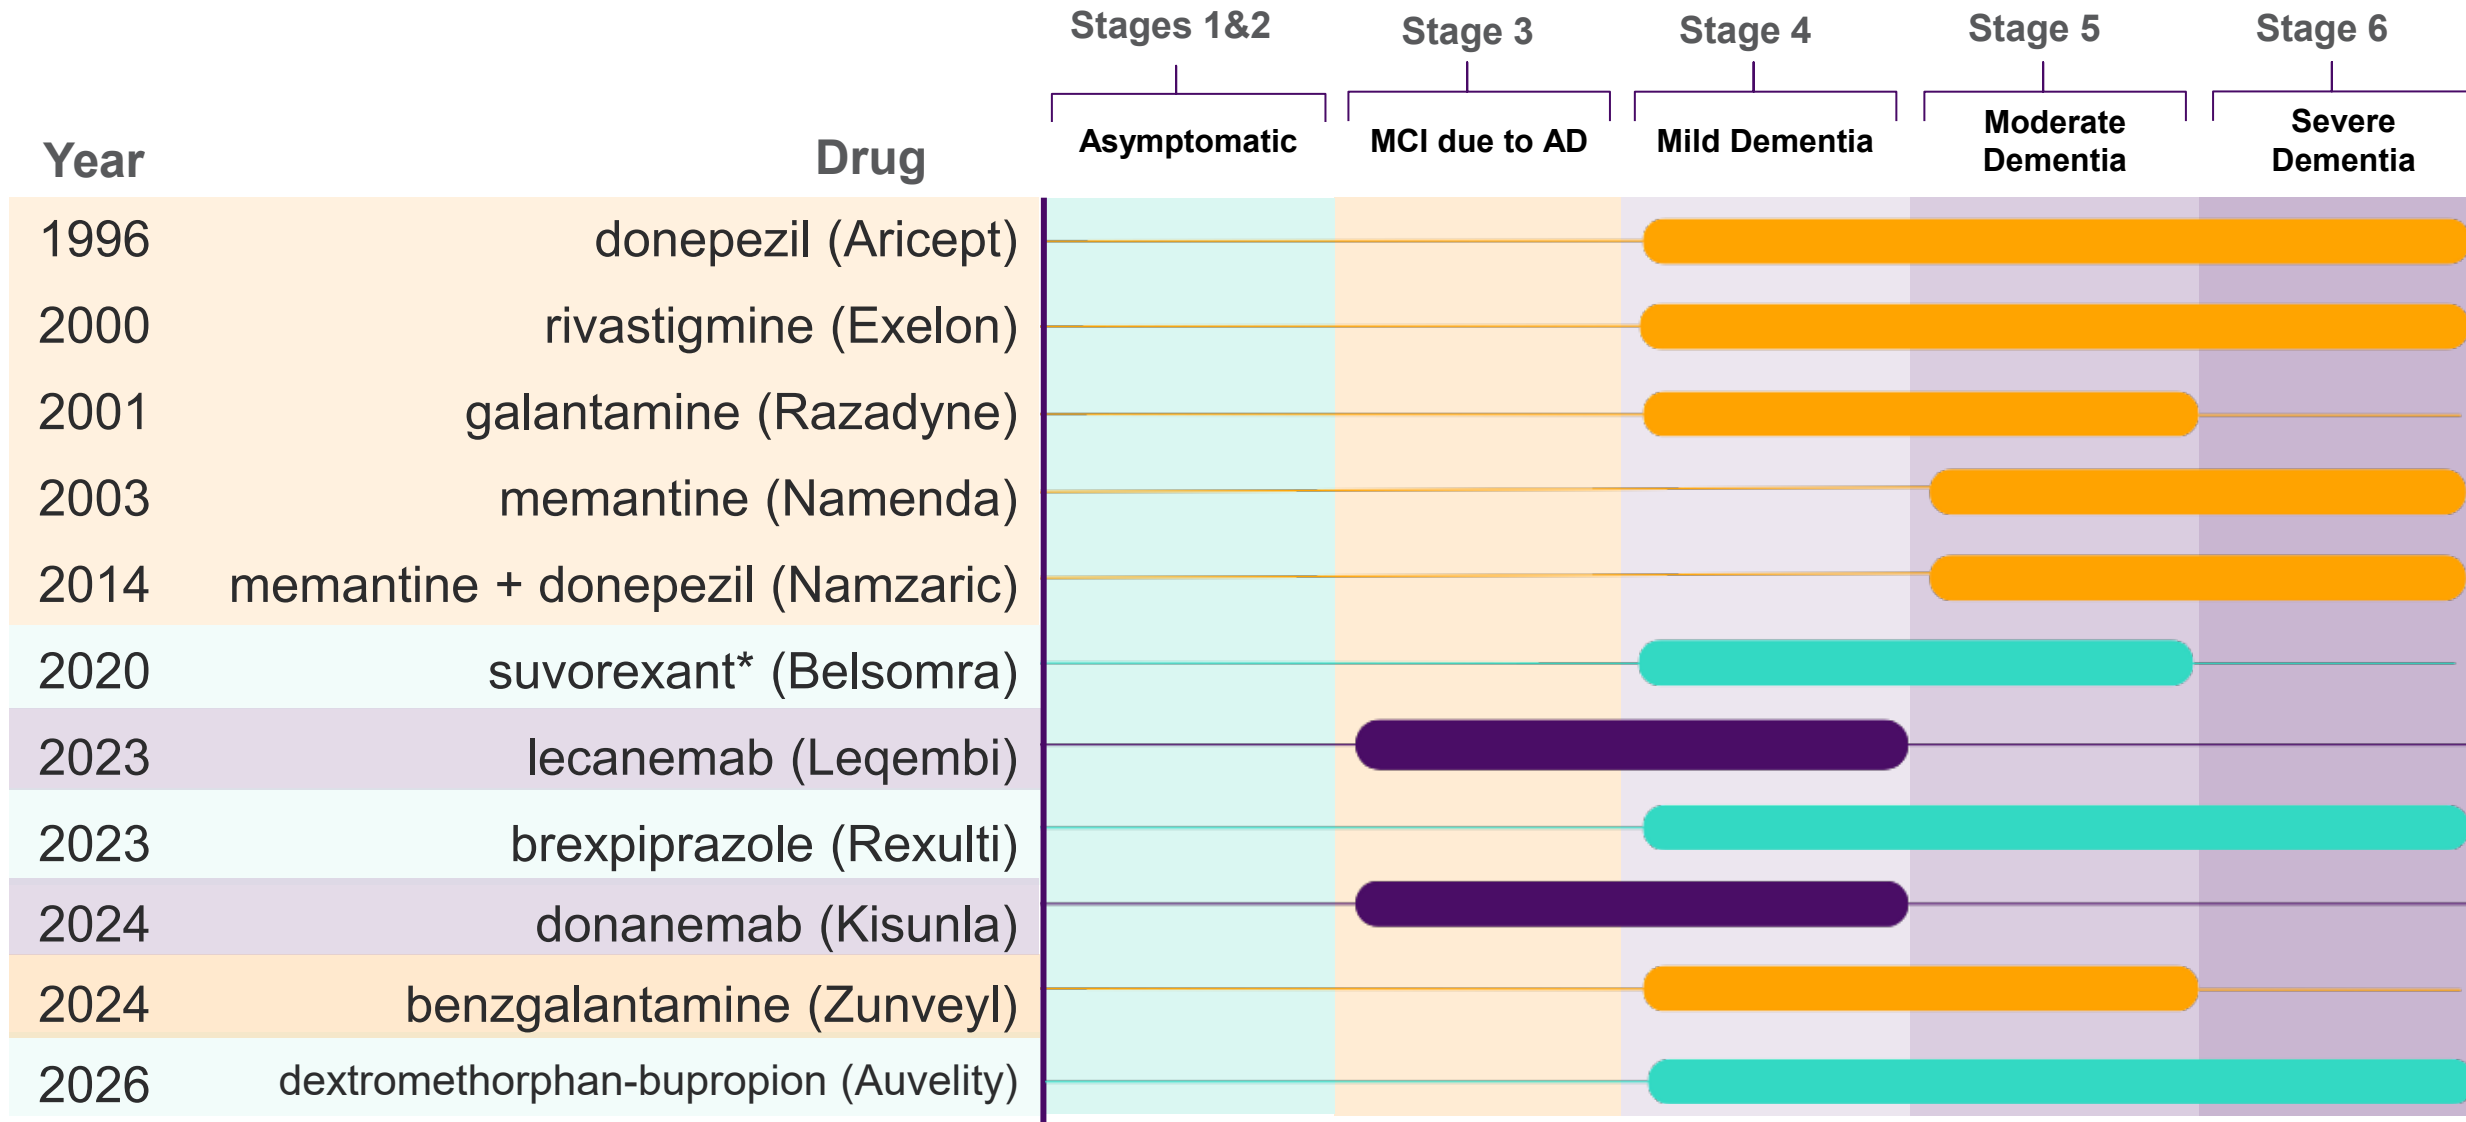 Stages 1&2
Stage 3
Stage 4
Stage 5
Stage 6
Year
Drug
Asymptomatic
MCI due to AD
Mild Dementia
Moderate
Dementia
Severe
Dementia
1996 donepezil (Aricept)
2000 rivastigmine (Exelon)
2001 galantamine (Razadyne)
2003 memantine (Namenda)
2014 memantine + donepezil (Namzaric)
2020 suvorexant* (Belsomra)
2023 lecanemab (Leqembi)
2023 brexpiprazole (Rexulti)
2024 donanemab (Kisunla)
2024 benzgalantamine (Zunveyl)
2026 dextromethorphan-bupropion (Auvelity)